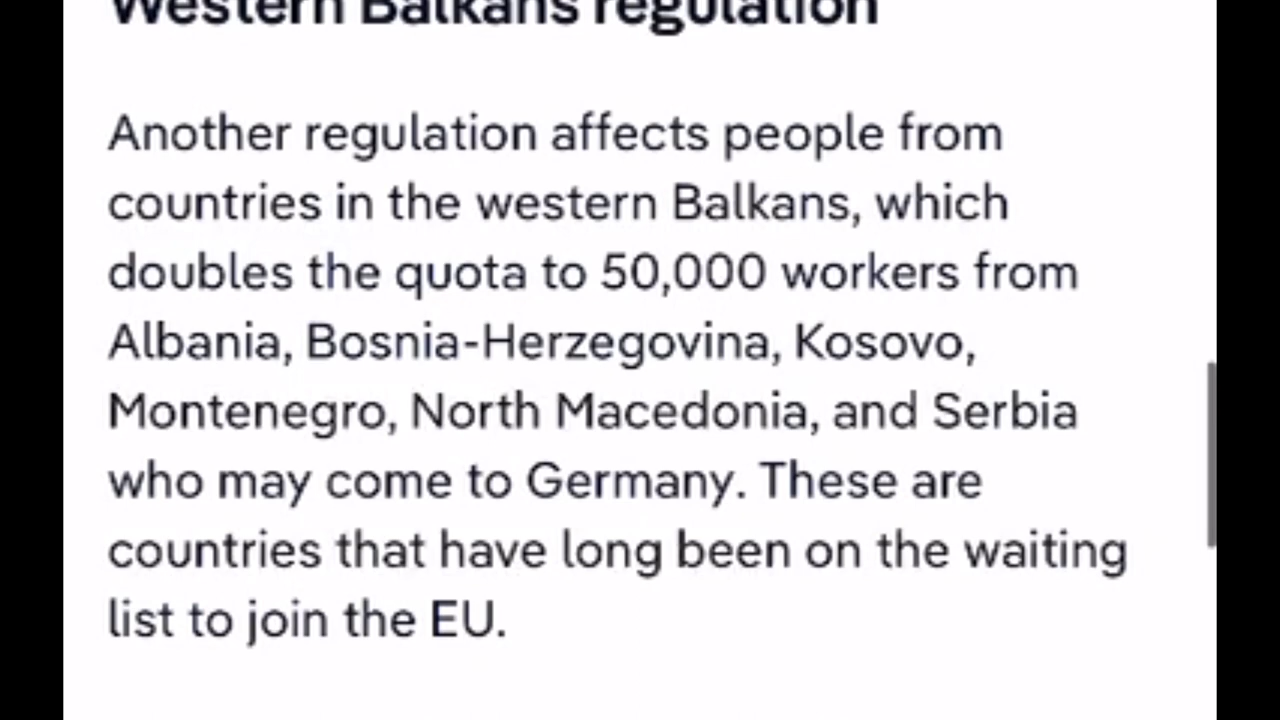 Western Balkans regulation
Another regulation affects people from
countries in the western Balkans, which
doubles the quota to 50,000 workers from
Albania, Bosnia-Herzegovina, Kosovo,
Montenegro, North Macedonia, and Serbia
who may come to Germany. These are
countries that have long been on the waiting
list to join the EU.